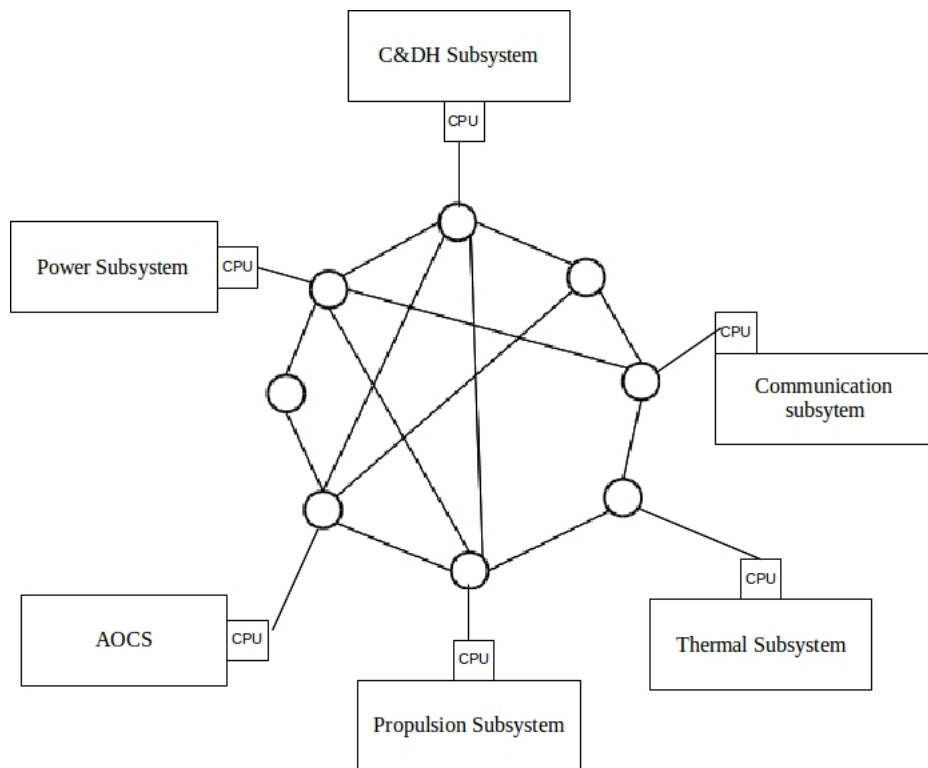 C&DH Subsystem
CPU
Power Subsystem
CPU
CPU
Communication
subsytem
CPU
Thermal Subsystem
AOCS
CPU
CPU
Propulsion Subsystem